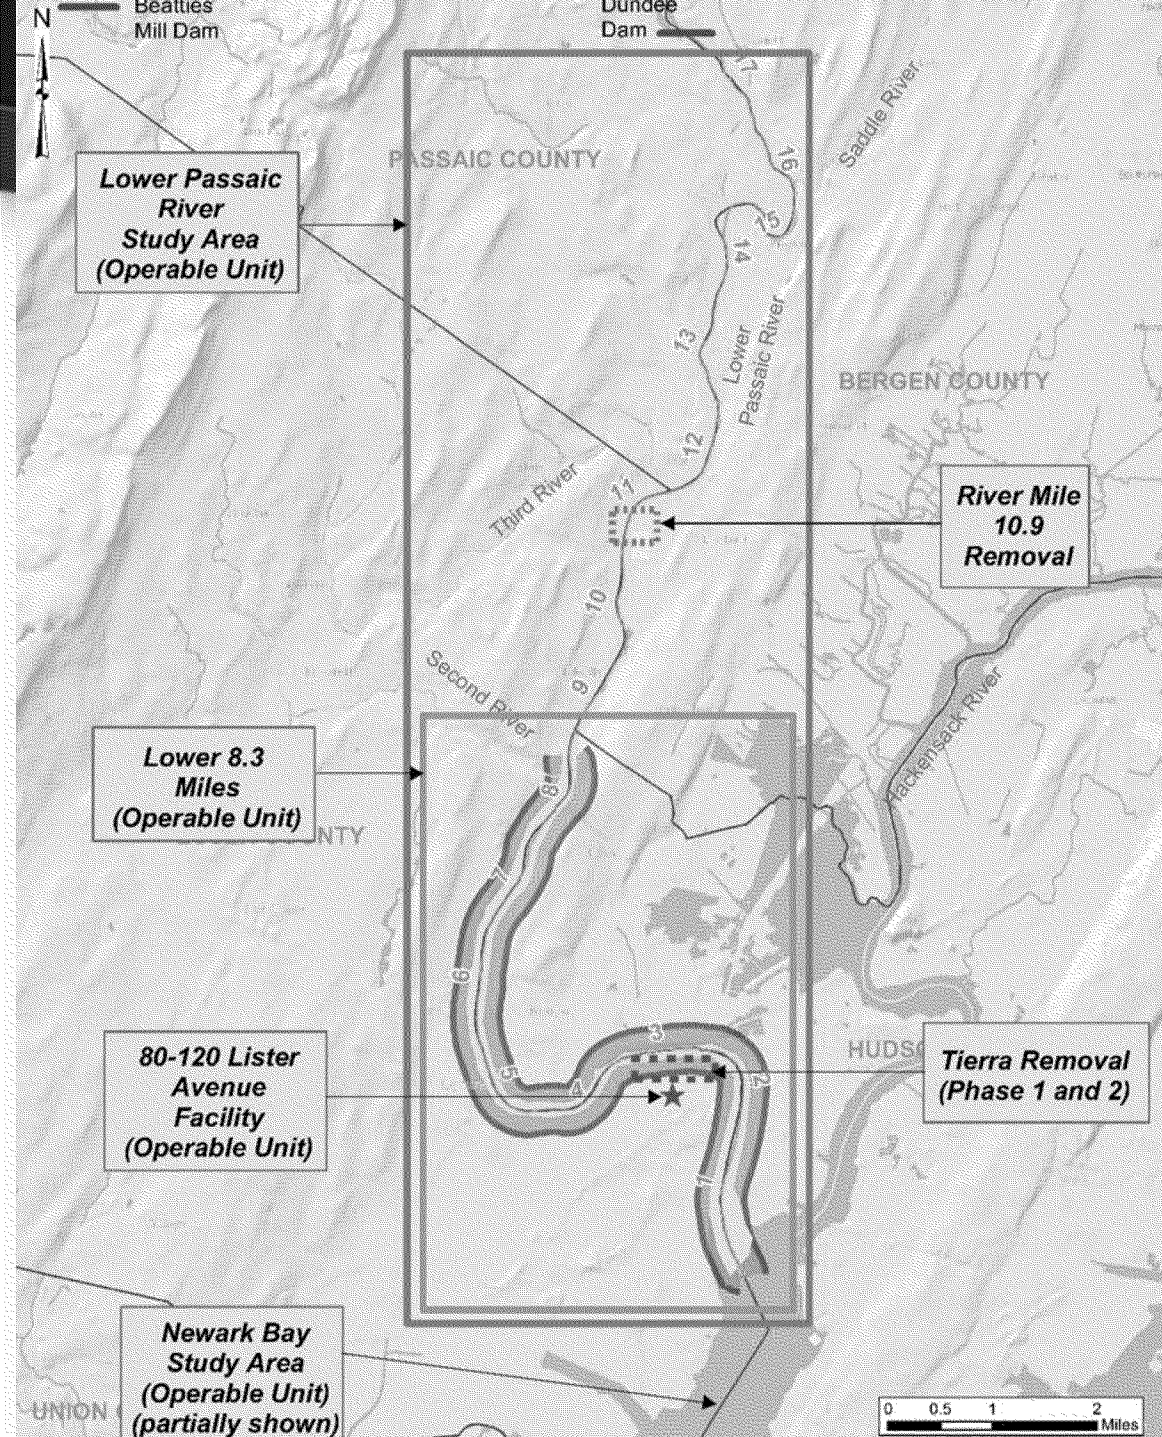 Beatties
Mill Dam
Dundee
Dam
N
17
Saddle River
PASSAIC COUNTY
16
Lower Passaic
River
Study Area
(Operable Unit)
15
14
13
Lower
Passaic River
BERGEN COUNTY
12
Third River
11
River Mile
10.9
Removal
10
Second River
9
Hackensack River
Lower 8.3
Miles
(Operable Unit)
8
NTY
7
6
3
HUDS
80-120 Lister
Avenue
Facility
(Operable Unit)
Tierra Removal
(Phase 1 and 2)
5
4
2
1
Newark Bay
Study Area
(Operable Unit)
(partially shown)
UNION
0 0.5 1 2
Miles